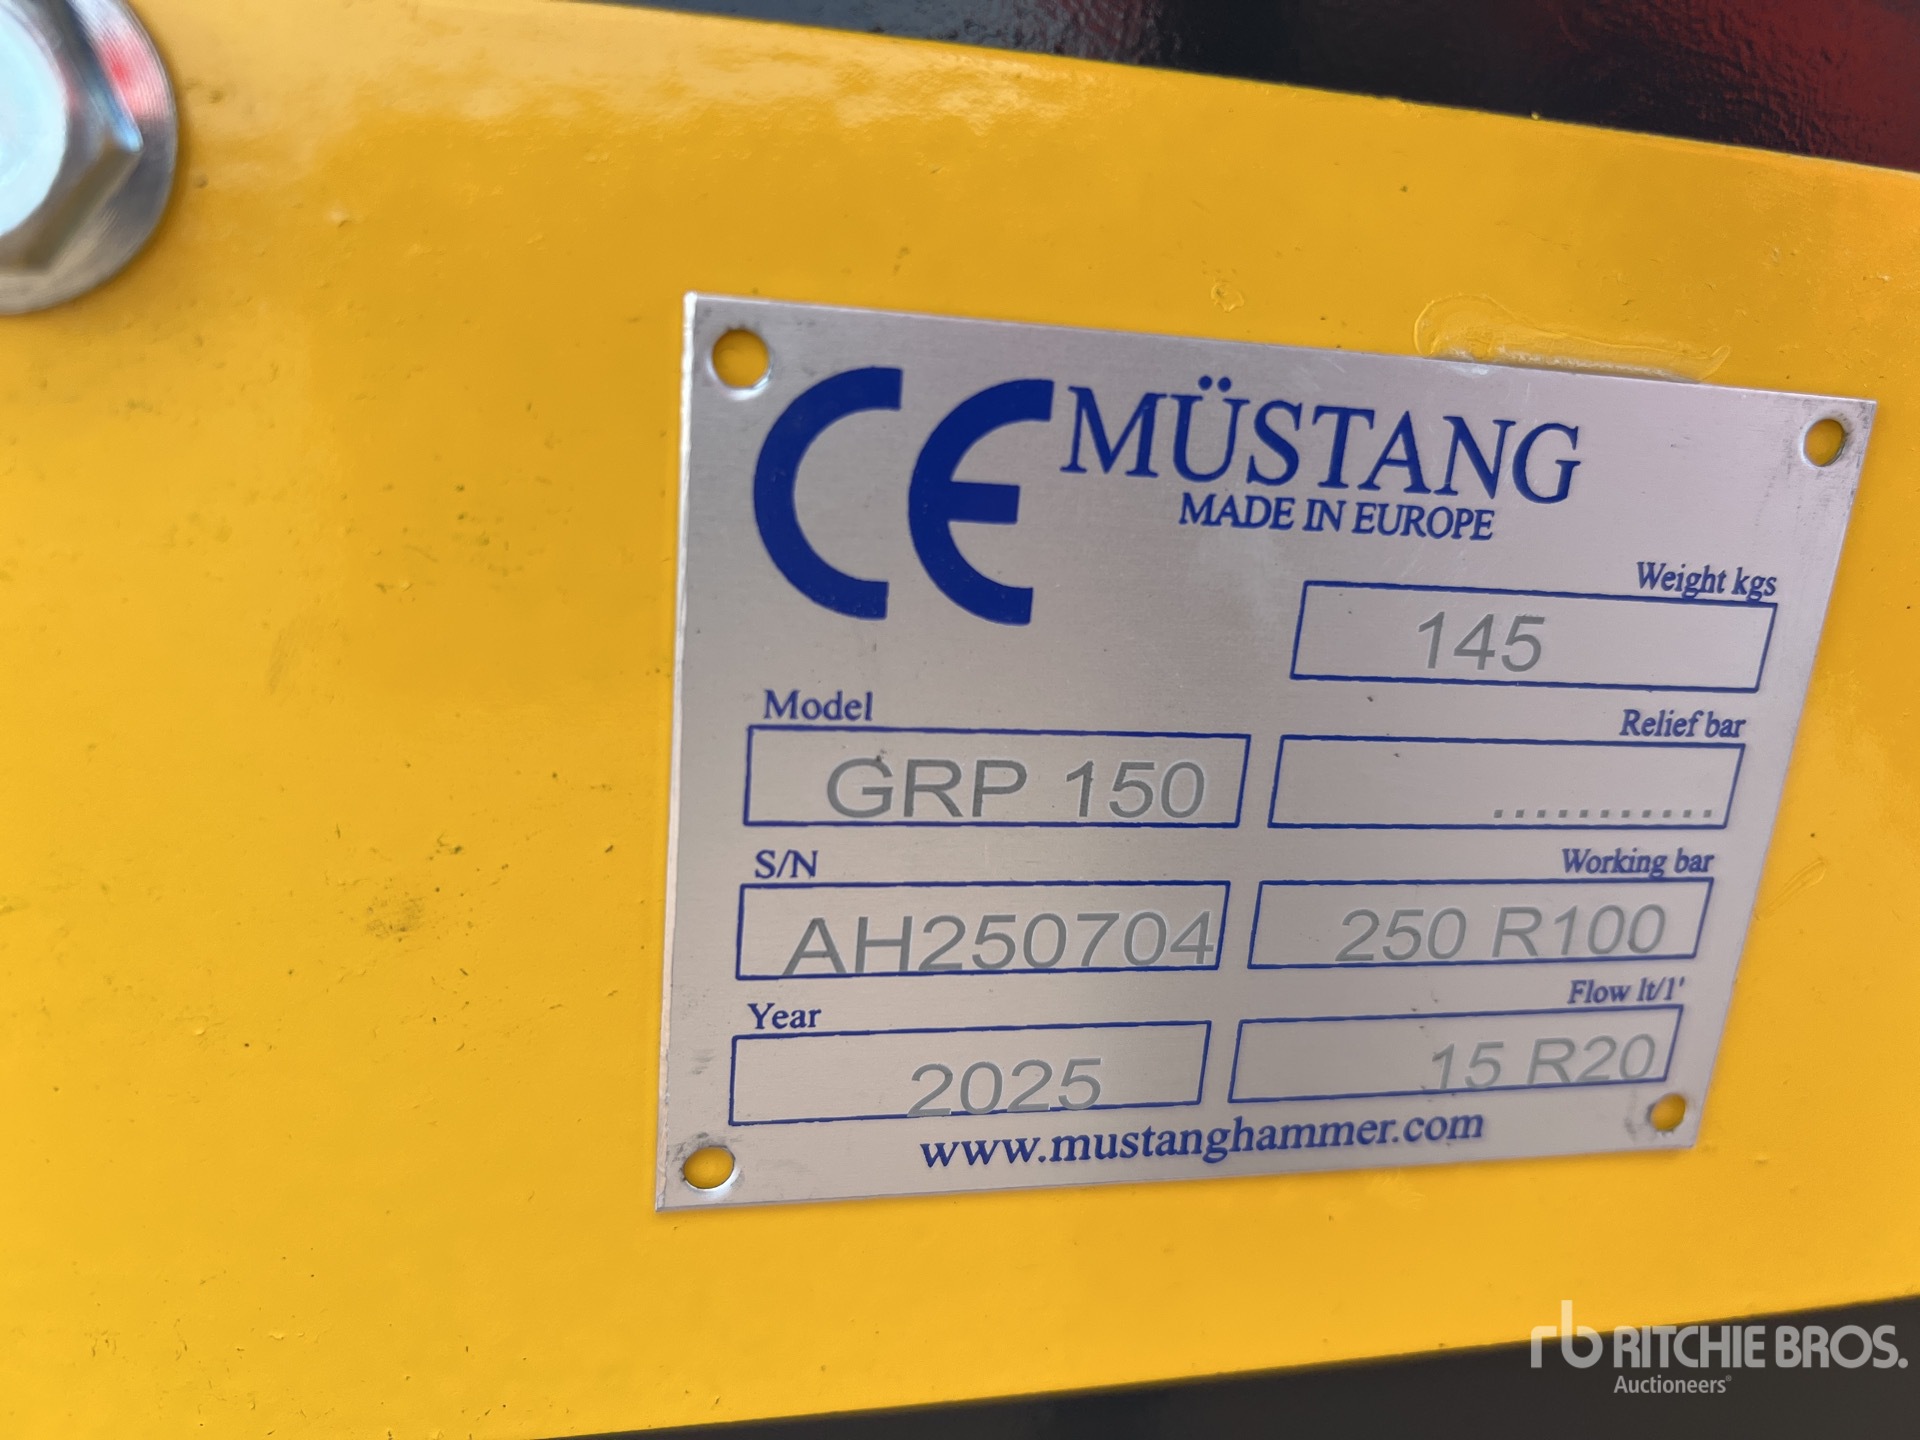 CE MÜSTANG
MADE IN EUROPE
Weight kgs
145
Model
GRP 150
Relief bar
...........
S/N
AH250704
Working bar
250 R100
Year
2025
Flow lt/1'
15 R20
www.mustanghammer.com
rb RITCHIE BROS.
Auctioneers